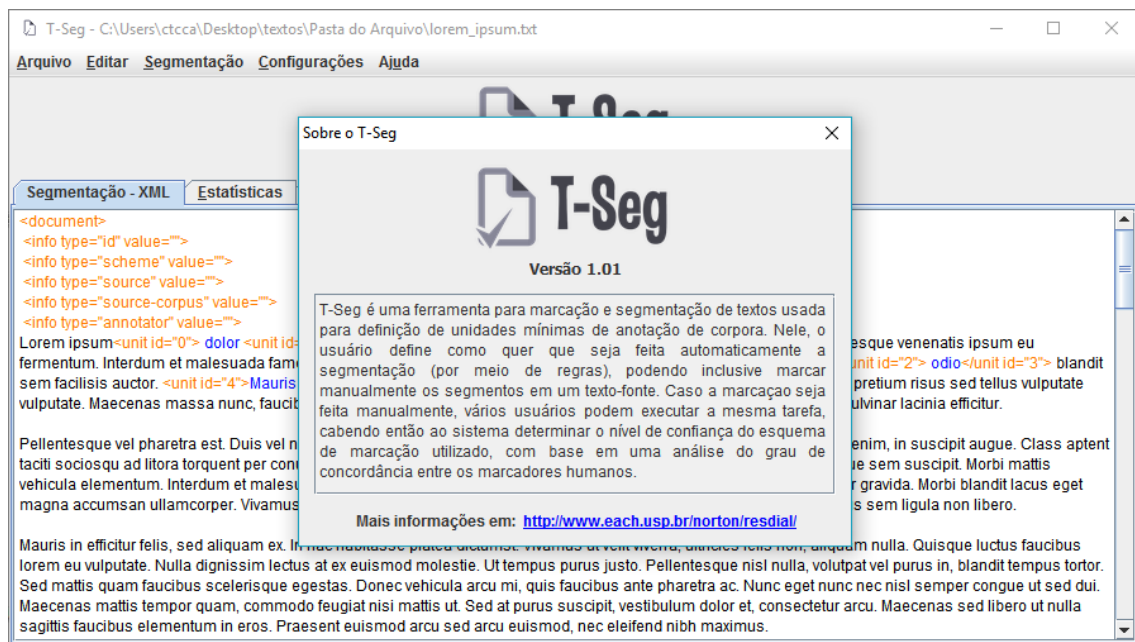 T-Seg - C:\Users\ctcca\Desktop\textos\Pasta do Arquivo\lorem_ipsum.txt
Arquivo Editar Segmentação Configurações Ajuda
Sobre o T-Seg
T-Seg
Versão 1.01
T-Seg é uma ferramenta para marcação e segmentação de textos usada
para definição de unidades mínimas de anotação de corpora. Nele, o
usuário define como quer que seja feita automaticamente a
segmentação (por meio de regras), podendo inclusive marcar
manualmente os segmentos em um texto-fonte. Caso a marcaçao seja
feita manualmente, vários usuários podem executar a mesma tarefa,
cabendo então ao sistema determinar o nível de confiança do esquema
de marcação utilizado, com base em uma análise do grau de
concordância entre os marcadores humanos.
Mais informações em: http://www.each.usp.br/norton/resdial/
Segmentação - XML Estatísticas
<document>
<info type="id" value="">
<info type="scheme" value="">
<info type="source" value="">
<info type="source-corpus" value="">
<info type="annotator" value="">
Lorem ipsum<unit id="0"> dolor <unit esque venenatis ipsum eu
fermentum. Interdum et malesuada unit id="2"> odio</unit id="3"> blandit
sem facilisis auctor. <unit id="4">Mauris pretium risus sed tellus vulputate
vulputate. Maecenas massa nunc, ulvinar lacinia efficitur.
Pellentesque vel pharetra est. Duis vel enim, in suscipit augue. Class aptent
taciti sociosqu ad litora torquent per sem suscipit. Morbi mattis
vehicula elementum. Interdum et gravida. Morbi blandit lacus eget
magna accumsan ullamcorper. Vivamus sem ligula non libero.
Mauris in efficitur felis, sed aliquam ex. In hac habitasse platea dictumst. Vivamus at velit viverra, ultricies felis non, aliquam nulla. Quisque luctus faucibus
lorem eu vulputate. Nulla dignissim lectus at ex euismod molestie. Ut tempus purus justo. Pellentesque nisl nulla, volutpat vel purus in, blandit tempus tortor.
Sed mattis quam faucibus scelerisque egestas. Donec vehicula arcu mi, quis faucibus ante pharetra ac. Nunc eget nunc nec nisl semper congue ut sed dui.
Maecenas mattis tempor quam, commodo feugiat nisi mattis ut. Sed at purus suscipit, vestibulum dolor et, consectetur arcu. Maecenas sed libero ut nulla
sagittis faucibus elementum in eros. Praesent euismod arcu sed arcu euismod, nec eleifend nibh maximus.